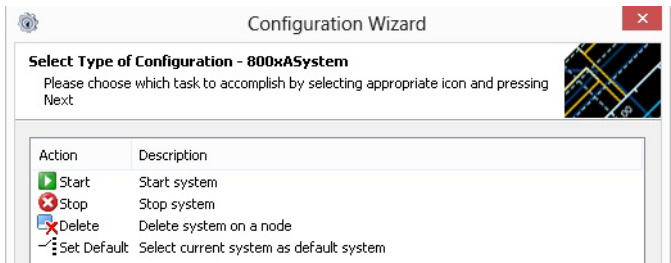 Configuration Wizard
Select Type of Configuration - 800xASystem
Please choose which task to accomplish by selecting appropriate icon and pressing
Next
Action Description
Start Start system
Stop Stop system
Delete Delete system on a node
Set Default Select current system as default system